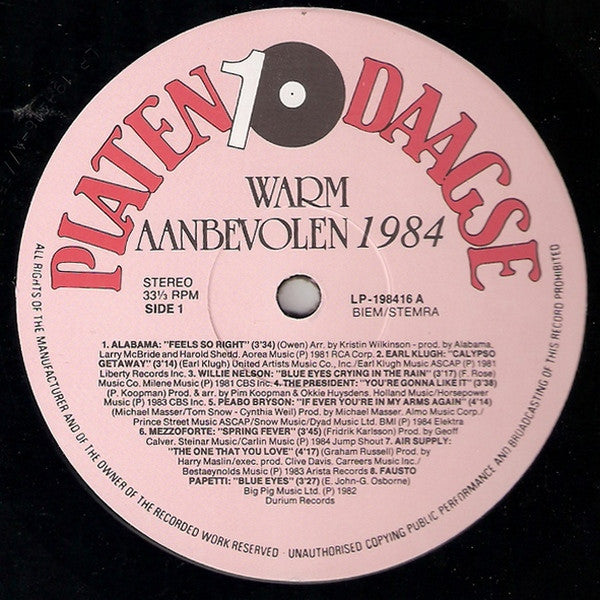 PLATEN 10 DAAGSE
WARM
AANBEVOLEN 1984
STEREO
33⅓ RPM
SIDE 1
LP-198416 A
BIEM/STEMRA
1. ALABAMA: "FEELS SO RIGHT" (3'34) (Owen) Arr. by Kristin Wilkinson - prod. by Alabama,
Larry McBride and Harold Shedd. Aorea Music (P) 1981 RCA Corp. 2. EARL KLUGH: "CALYPSO
GETAWAY" (3'14) (Earl Klugh) United Artists Music Co., Inc/Earl Klugh Music ASCAP (P) 1981
Liberty Records Inc. 3. WILLIE NELSON: "BLUE EYES CRYING IN THE RAIN" (3'17) (F. Rose)
Music Co. Milene Music (P) 1981 CBS Inc. 4-THE PRESIDENT: "YOU'RE GONNA LIKE IT" (3'38)
(P. Koopman) Prod. & arr. by Pim Koopman & Okkie Huysdens, Holland Music/Horsepower
Music (P) 1983 CBS Inc. 5. PEABO BRYSON: "IF EVER YOU'RE IN MY ARMS AGAIN" (4'14)
(Michael Masser/Tom Snow - Cynthia Weil) Prod. by Michael Masser, Almo Music Corp./
Prince Street Music ASCAP/Snow Music/Dyad Music Ltd. BMI (P) 1984 Elektra
6. MEZZOFORTE: "SPRING FEVER" (3'45) (Fridrik Karlsson) Prod. by Geoff
Calver. Steinar Music/Carlin Music (P) 1984 Jump Shout 7. AIR SUPPLY:
"THE ONE THAT YOU LOVE" (4'17) (Graham Russell) Prod. by
Harry Maslin/exec. prod. Clive Davis. Carreers Music Inc./
Bestaeynolds Music (P) 1983 Arista Records 8. FAUSTO
PAPETTI: "BLUE EYES" (3'27) (E. John-G. Osborne)
Big Pig Music Ltd. (P) 1982
Durium Records
ALL RIGHTS OF THE MANUFACTURER AND OF THE OWNER OF THE RECORDED WORK RESERVED - UNAUTHORISED COPYING PUBLIC PERFORMANCE AND BROADCASTING OF THIS RECORD PROHIBITED